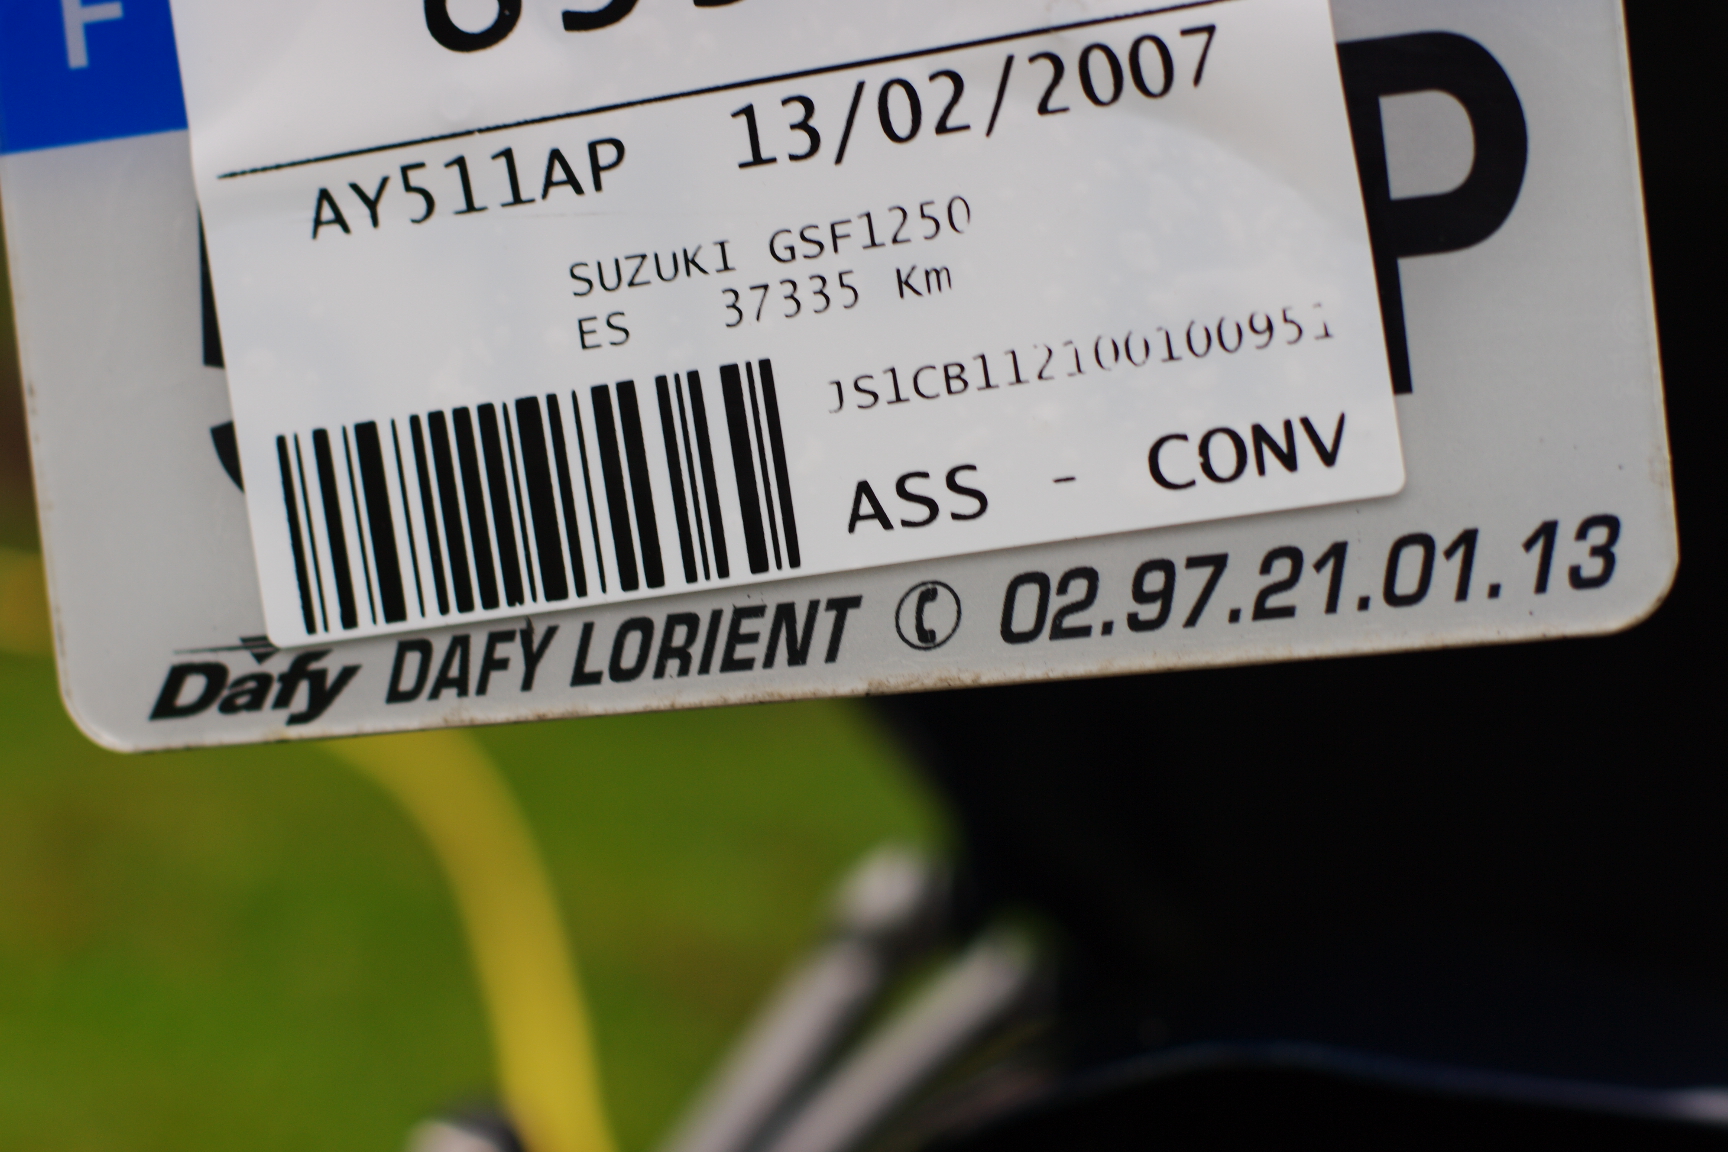 F
AY511AP 13/02/2007
SUZUKI GSF1250
ES 37335 Km
JS1CB112100100951
ASS - CONV
P
Dafy DAFY LORIENT 02.97.21.01.13